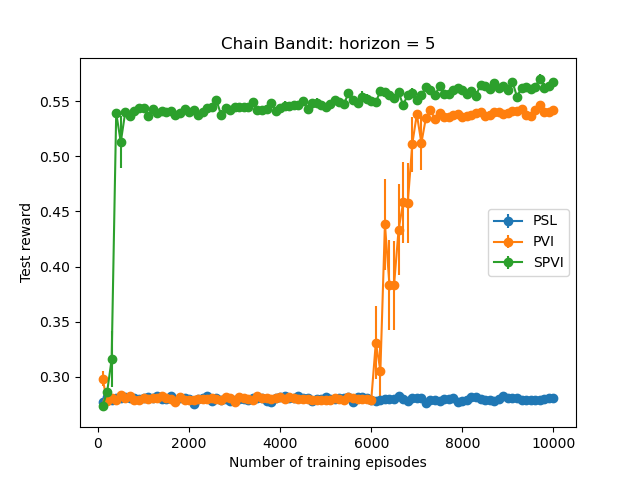 Chain Bandit: horizon = 5
Test reward
0.55
0.50
0.45
0.40
0.35
0.30
PSL
PVI
SPVI
0
2000
4000
6000
8000
10000
Number of training episodes